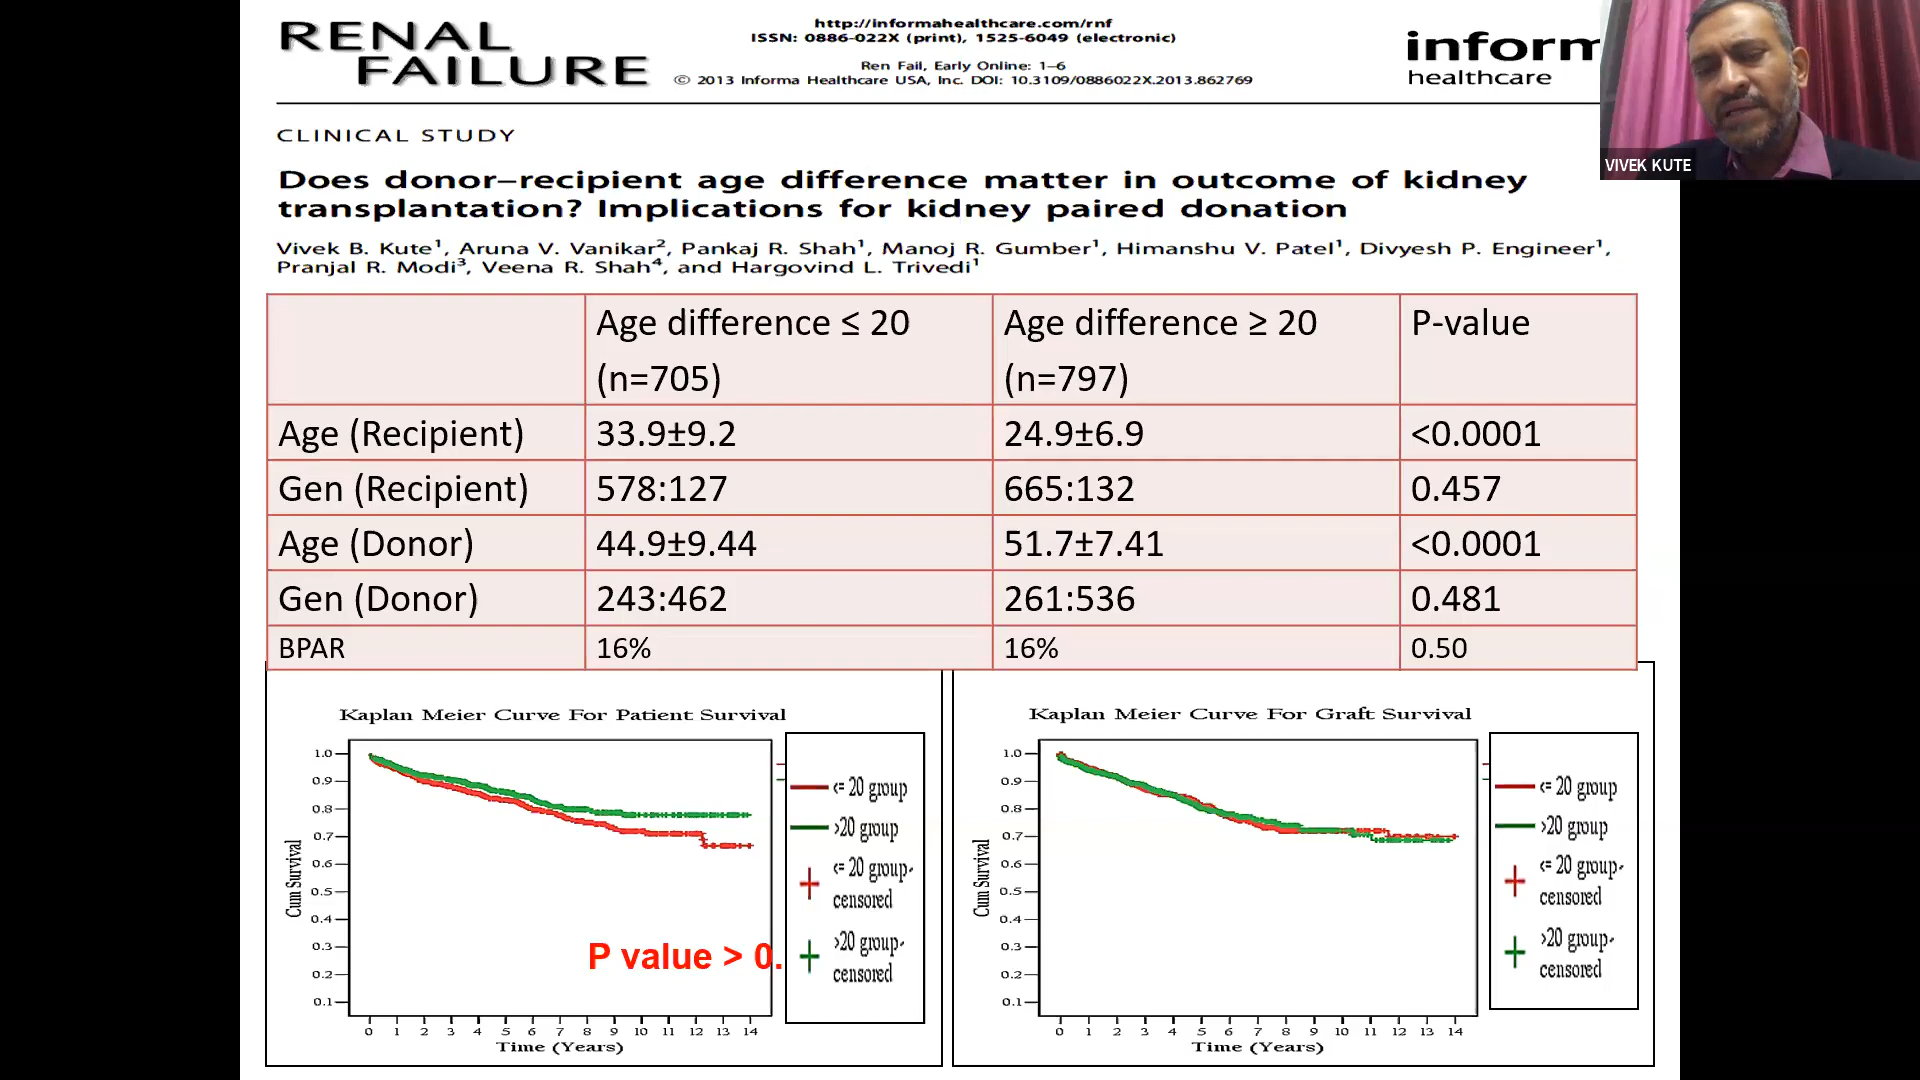 RENAL
FAILURE
http://informahealthcare.com/rnf
ISSN: 0886-022X (print), 1525-6049 (electronic)
Ren Fail, Early Online: 1–6
© 2013 Informa Healthcare USA, Inc. DOI: 10.3109/0886022X.2013.862769
inform
healthcare
VIVEK KUTE
CLINICAL STUDY
Does donor–recipient age difference matter in outcome of kidney
transplantation? Implications for kidney paired donation
Vivek B. Kute¹, Aruna V. Vanikar², Pankaj R. Shah¹, Manoj R. Gumber¹, Himanshu V. Patel¹, Divyesh P. Engineer¹,
Pranjal R. Modi³, Veena R. Shah⁴, and Hargovind L. Trivedi¹
Age difference ≤ 20 (n=705) Age difference ≥ 20 (n=797) P-value
Age (Recipient) 33.9±9.2 24.9±6.9 <0.0001
Gen (Recipient) 578:127 665:132 0.457
Age (Donor) 44.9±9.44 51.7±7.41 <0.0001
Gen (Donor) 243:462 261:536 0.481
BPAR 16% 16% 0.50
Kaplan Meier Curve For Patient Survival
1.0
0.9
0.8
0.7
0.6
0.5
0.4
0.3
0.2
0.1
Cum Survival
P value > 0.
0 1 2 3 4 5 6 7 8 9 10 11 12 13 14
Time (Years)
<= 20 group
>20 group
<= 20 group-
censored
>20 group-
censored
Kaplan Meier Curve For Graft Survival
1.0
0.9
0.8
0.7
0.6
0.5
0.4
0.3
0.2
0.1
Cum Survival
0 1 2 3 4 5 6 7 8 9 10 11 12 13 14
Time (Years)
<= 20 group
>20 group
<= 20 group-
censored
>20 group-
censored